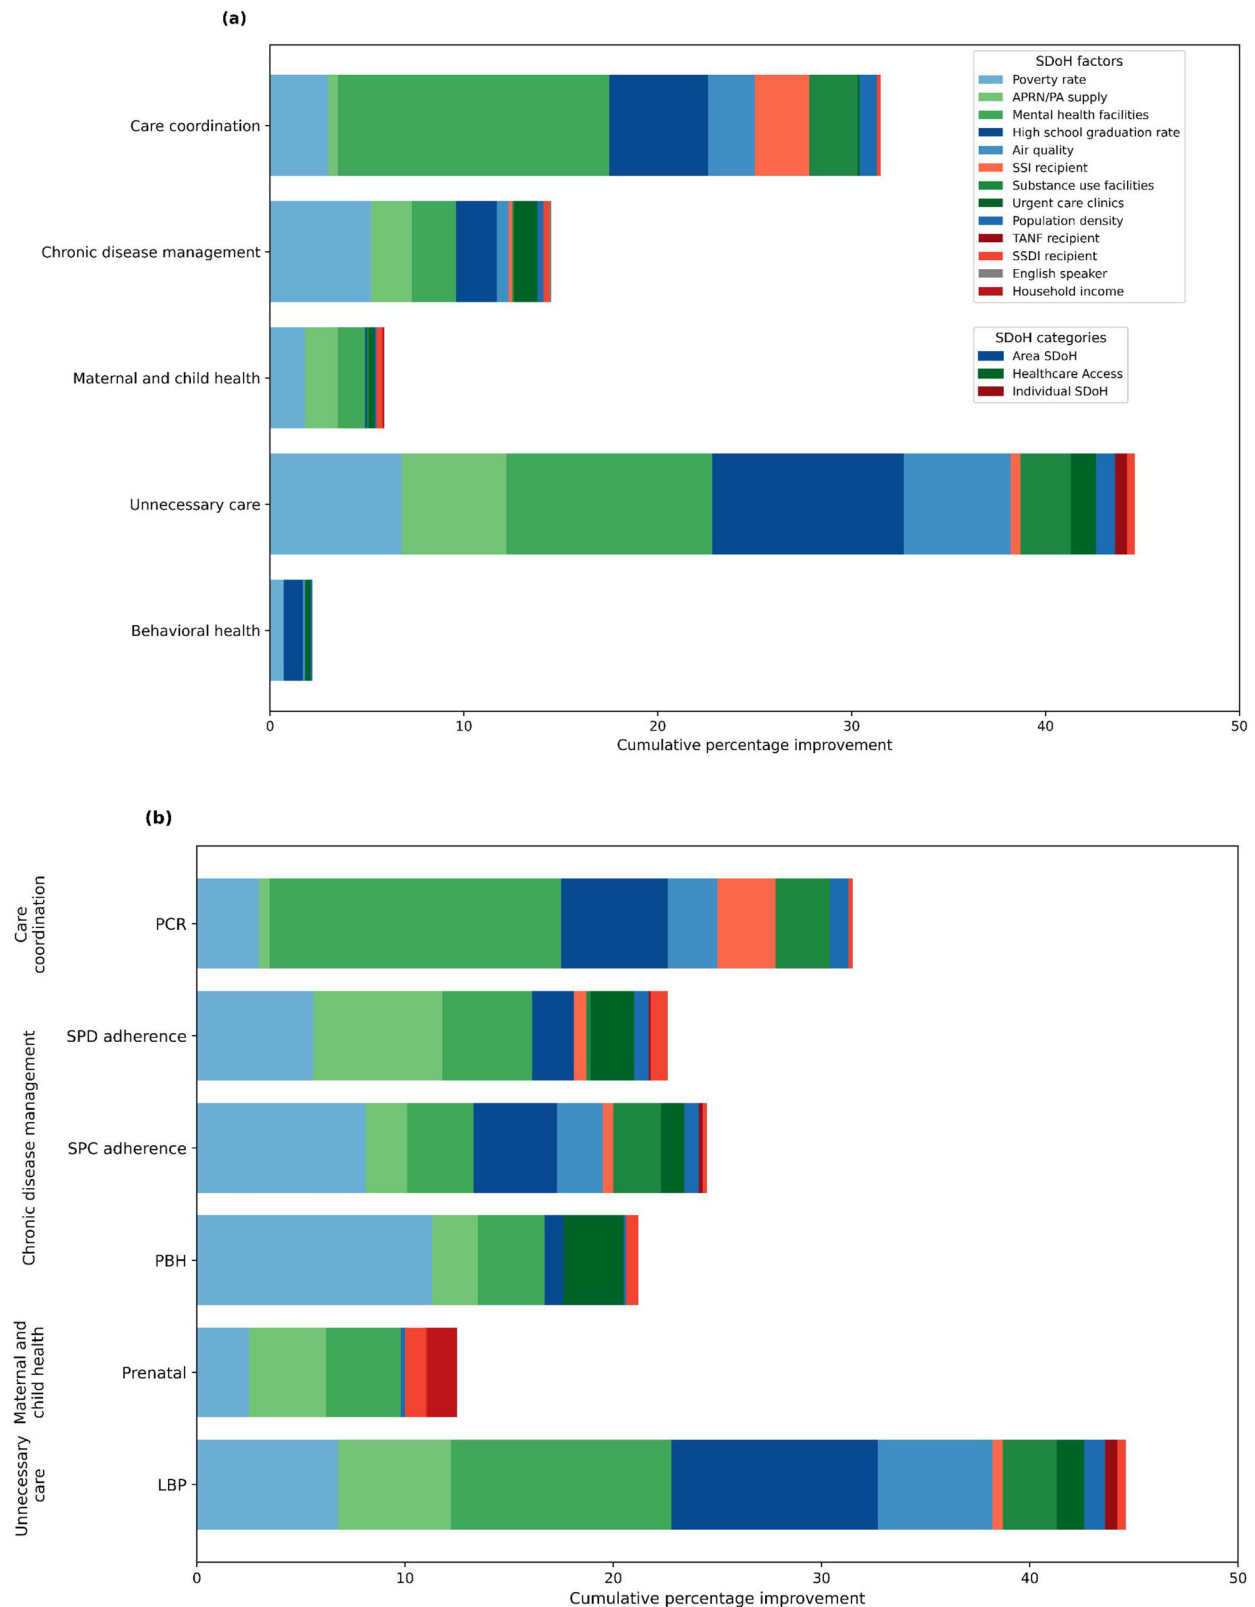 (a)
Care coordination
Chronic disease management
Maternal and child health
Unnecessary care
Behavioral health
SDoH factors
Poverty rate
APRN/PA supply
Mental health facilities
High school graduation rate
Air quality
SSI recipient
Substance use facilities
Urgent care clinics
Population density
TANF recipient
SSDI recipient
English speaker
Household income
SDoH categories
Area SDoH
Healthcare Access
Individual SDoH
0 10 20 30 40 50
Cumulative percentage improvement
(b)
Care
coordination
PCR
Chronic disease management
SPD adherence
SPC adherence
PBH
Maternal and
child health
Prenatal
Unnecessary
care
LBP
0 10 20 30 40 50
Cumulative percentage improvement